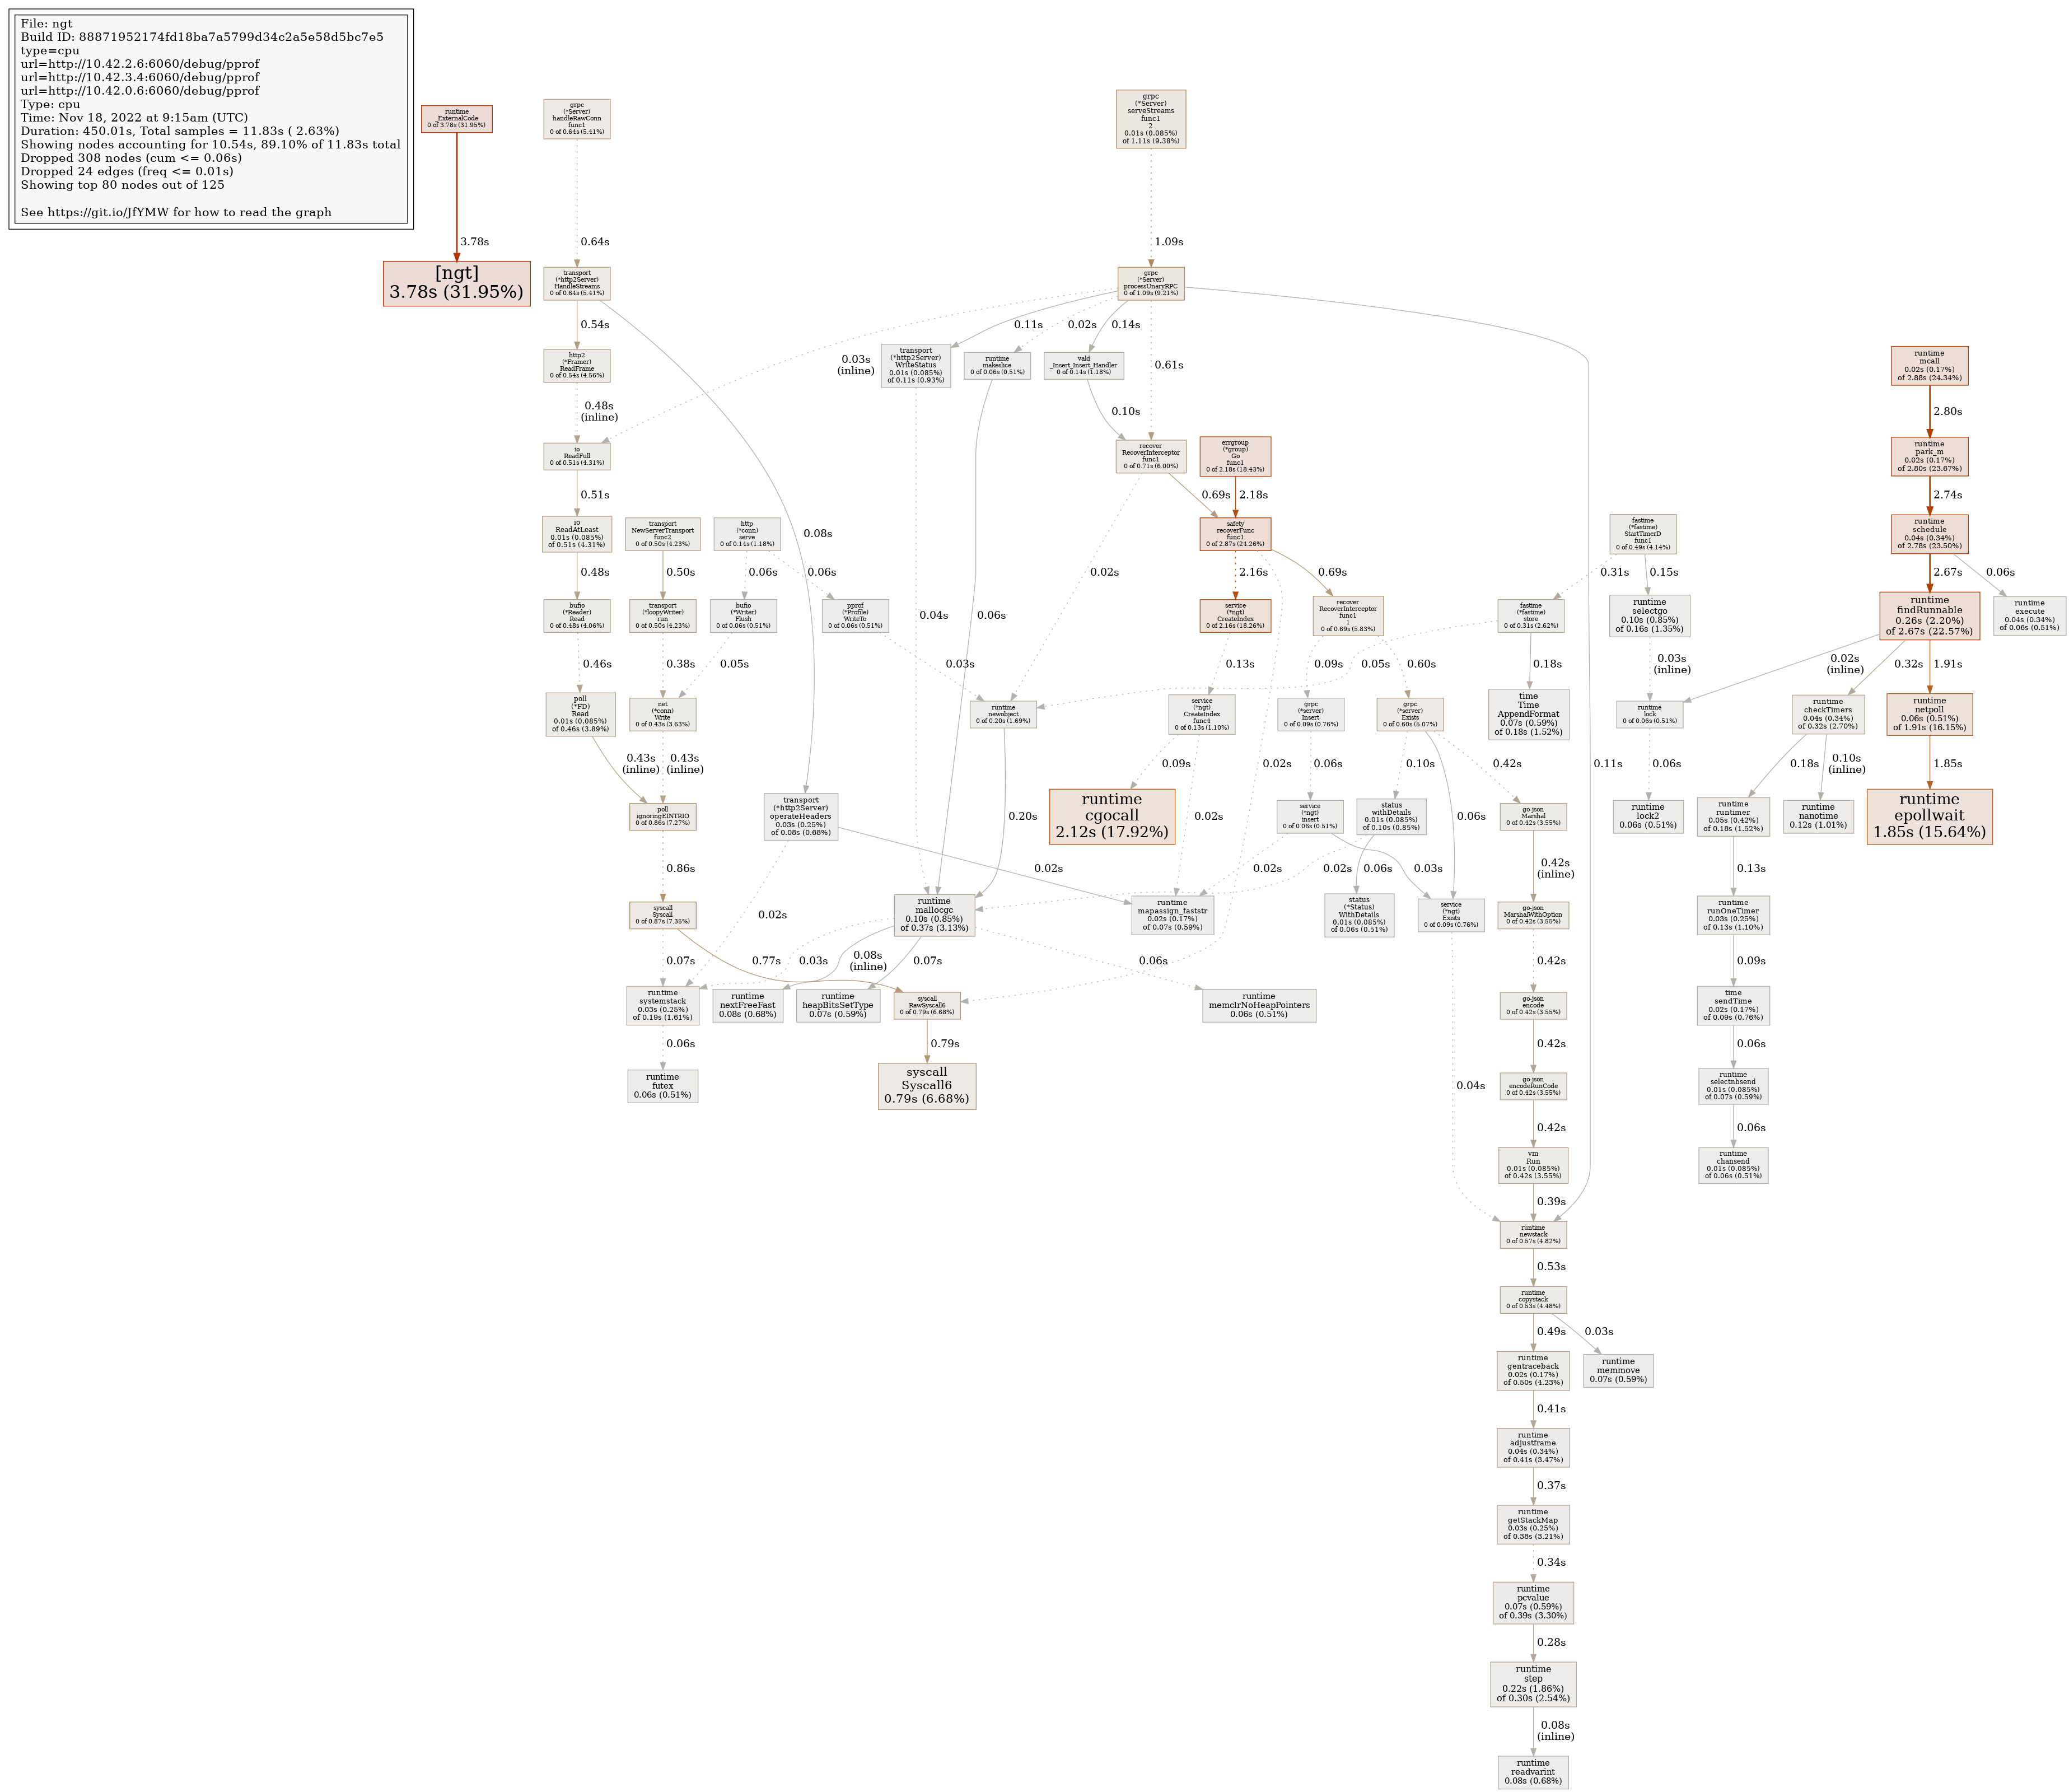 File: ngt
Build ID: 88871952174fd18ba7a5799d34c2a5e58d5bc7e5
type=cpu
url=http://10.42.2.6:6060/debug/pprof
url=http://10.42.3.4:6060/debug/pprof
url=http://10.42.0.6:6060/debug/pprof
Type: cpu
Time: Nov 18, 2022 at 9:15am (UTC)
Duration: 450.01s, Total samples = 11.83s ( 2.63%)
Showing nodes accounting for 10.54s, 89.10% of 11.83s total
Dropped 308 nodes (cum <= 0.06s)
Dropped 24 edges (freq <= 0.01s)
Showing top 80 nodes out of 125
See https://git.io/JfYMW for how to read the graph
runtime
_ExternalCode
0 of 3.78s (31.95%)
grpc
(*Server)
handleRawConn
func1
0 of 0.64s (5.41%)
grpc
(*Server)
serveStreams
func1
2
0.01s (0.085%)
of 1.11s (9.38%)
3.78s
0.64s
1.09s
[ngt]
3.78s (31.95%)
transport
(*http2Server)
HandleStreams
0 of 0.64s (5.41%)
grpc
(*Server)
processUnaryRPC
0 of 1.09s (9.21%)
0.54s
0.03s
(inline)
0.11s
0.02s
0.14s
0.61s
http2
(*Framer)
ReadFrame
0 of 0.54s (4.56%)
transport
(*http2Server)
WriteStatus
0.01s (0.085%)
of 0.11s (0.93%)
runtime
makeslice
0 of 0.06s (0.51%)
vald
_Insert_Insert_Handler
0 of 0.14s (1.18%)
runtime
mcall
0.02s (0.17%)
of 2.88s (24.34%)
0.48s
(inline)
0.10s
2.80s
io
ReadFull
0 of 0.51s (4.31%)
recover
RecoverInterceptor
func1
0 of 0.71s (6.00%)
errgroup
(*group)
Go
func1
0 of 2.18s (18.43%)
runtime
park_m
0.02s (0.17%)
of 2.80s (23.67%)
0.51s
0.69s
2.18s
2.74s
io
ReadAtLeast
0.01s (0.085%)
of 0.51s (4.31%)
transport
NewServerTransport
func2
0 of 0.50s (4.23%)
http
(*conn)
serve
0 of 0.14s (1.18%)
0.08s
safety
recoverFunc
func1
0 of 2.87s (24.26%)
fastime
(*fastime)
StartTimerD
func1
0 of 0.49s (4.14%)
runtime
schedule
0.04s (0.34%)
of 2.78s (23.50%)
0.48s
0.50s
0.06s
0.06s
0.02s
2.16s
0.69s
0.31s
0.15s
2.67s
0.06s
bufio
(*Reader)
Read
0 of 0.48s (4.06%)
transport
(*loopyWriter)
run
0 of 0.50s (4.23%)
bufio
(*Writer)
Flush
0 of 0.06s (0.51%)
pprof
(*Profile)
WriteTo
0 of 0.06s (0.51%)
0.04s
0.06s
service
(*ngt)
CreateIndex
0 of 2.16s (18.26%)
recover
RecoverInterceptor
func1
1
0 of 0.69s (5.83%)
fastime
(*fastime)
store
0 of 0.31s (2.62%)
runtime
selectgo
0.10s (0.85%)
of 0.16s (1.35%)
runtime
findRunnable
0.26s (2.20%)
of 2.67s (22.57%)
runtime
execute
0.04s (0.34%)
of 0.06s (0.51%)
0.46s
0.38s
0.05s
0.03s
0.13s
0.09s
0.05s
0.60s
0.18s
0.03s
(inline)
0.02s
(inline)
0.32s
1.91s
poll
(*FD)
Read
0.01s (0.085%)
of 0.46s (3.89%)
net
(*conn)
Write
0 of 0.43s (3.63%)
runtime
newobject
0 of 0.20s (1.69%)
service
(*ngt)
CreateIndex
func4
0 of 0.13s (1.10%)
grpc
(*server)
Insert
0 of 0.09s (0.76%)
grpc
(*server)
Exists
0 of 0.60s (5.07%)
time
Time
AppendFormat
0.07s (0.59%)
of 0.18s (1.52%)
runtime
lock
0 of 0.06s (0.51%)
runtime
checkTimers
0.04s (0.34%)
of 0.32s (2.70%)
runtime
netpoll
0.06s (0.51%)
of 1.91s (16.15%)
0.43s
(inline)
0.43s
(inline)
0.09s
0.02s
0.06s
0.10s
0.42s
0.11s
0.06s
0.18s
0.10s
(inline)
1.85s
poll
ignoringEINTRIO
0 of 0.86s (7.27%)
transport
(*http2Server)
operateHeaders
0.03s (0.25%)
of 0.08s (0.68%)
0.20s
runtime
cgocall
2.12s (17.92%)
0.02s
service
(*ngt)
insert
0 of 0.06s (0.51%)
status
withDetails
0.01s (0.085%)
of 0.10s (0.85%)
0.06s
go-json
Marshal
0 of 0.42s (3.55%)
runtime
lock2
0.06s (0.51%)
runtime
runtimer
0.05s (0.42%)
of 0.18s (1.52%)
runtime
nanotime
0.12s (1.01%)
runtime
epollwait
1.85s (15.64%)
0.86s
0.02s
0.02s
0.02s
0.06s
0.03s
0.42s
(inline)
0.13s
syscall
Syscall
0 of 0.87s (7.35%)
0.02s
runtime
mallocgc
0.10s (0.85%)
of 0.37s (3.13%)
runtime
mapassign_faststr
0.02s (0.17%)
of 0.07s (0.59%)
status
(*Status)
WithDetails
0.01s (0.085%)
of 0.06s (0.51%)
service
(*ngt)
Exists
0 of 0.09s (0.76%)
go-json
MarshalWithOption
0 of 0.42s (3.55%)
runtime
runOneTimer
0.03s (0.25%)
of 0.13s (1.10%)
0.07s
0.77s
0.03s
0.08s
(inline)
0.07s
0.06s
0.42s
0.09s
runtime
systemstack
0.03s (0.25%)
of 0.19s (1.61%)
runtime
nextFreeFast
0.08s (0.68%)
runtime
heapBitsSetType
0.07s (0.59%)
syscall
RawSyscall6
0 of 0.79s (6.68%)
runtime
memclrNoHeapPointers
0.06s (0.51%)
go-json
encode
0 of 0.42s (3.55%)
time
sendTime
0.02s (0.17%)
of 0.09s (0.76%)
0.06s
0.79s
0.42s
0.06s
runtime
futex
0.06s (0.51%)
syscall
Syscall6
0.79s (6.68%)
0.04s
go-json
encodeRunCode
0 of 0.42s (3.55%)
runtime
selectnbsend
0.01s (0.085%)
of 0.07s (0.59%)
0.42s
0.06s
vm
Run
0.01s (0.085%)
of 0.42s (3.55%)
runtime
chansend
0.01s (0.085%)
of 0.06s (0.51%)
0.39s
runtime
newstack
0 of 0.57s (4.82%)
0.53s
runtime
copystack
0 of 0.53s (4.48%)
0.49s
0.03s
runtime
gentraceback
0.02s (0.17%)
of 0.50s (4.23%)
runtime
memmove
0.07s (0.59%)
0.41s
runtime
adjustframe
0.04s (0.34%)
of 0.41s (3.47%)
0.37s
runtime
getStackMap
0.03s (0.25%)
of 0.38s (3.21%)
0.34s
runtime
pcvalue
0.07s (0.59%)
of 0.39s (3.30%)
0.28s
runtime
step
0.22s (1.86%)
of 0.30s (2.54%)
0.08s
(inline)
runtime
readvarint
0.08s (0.68%)